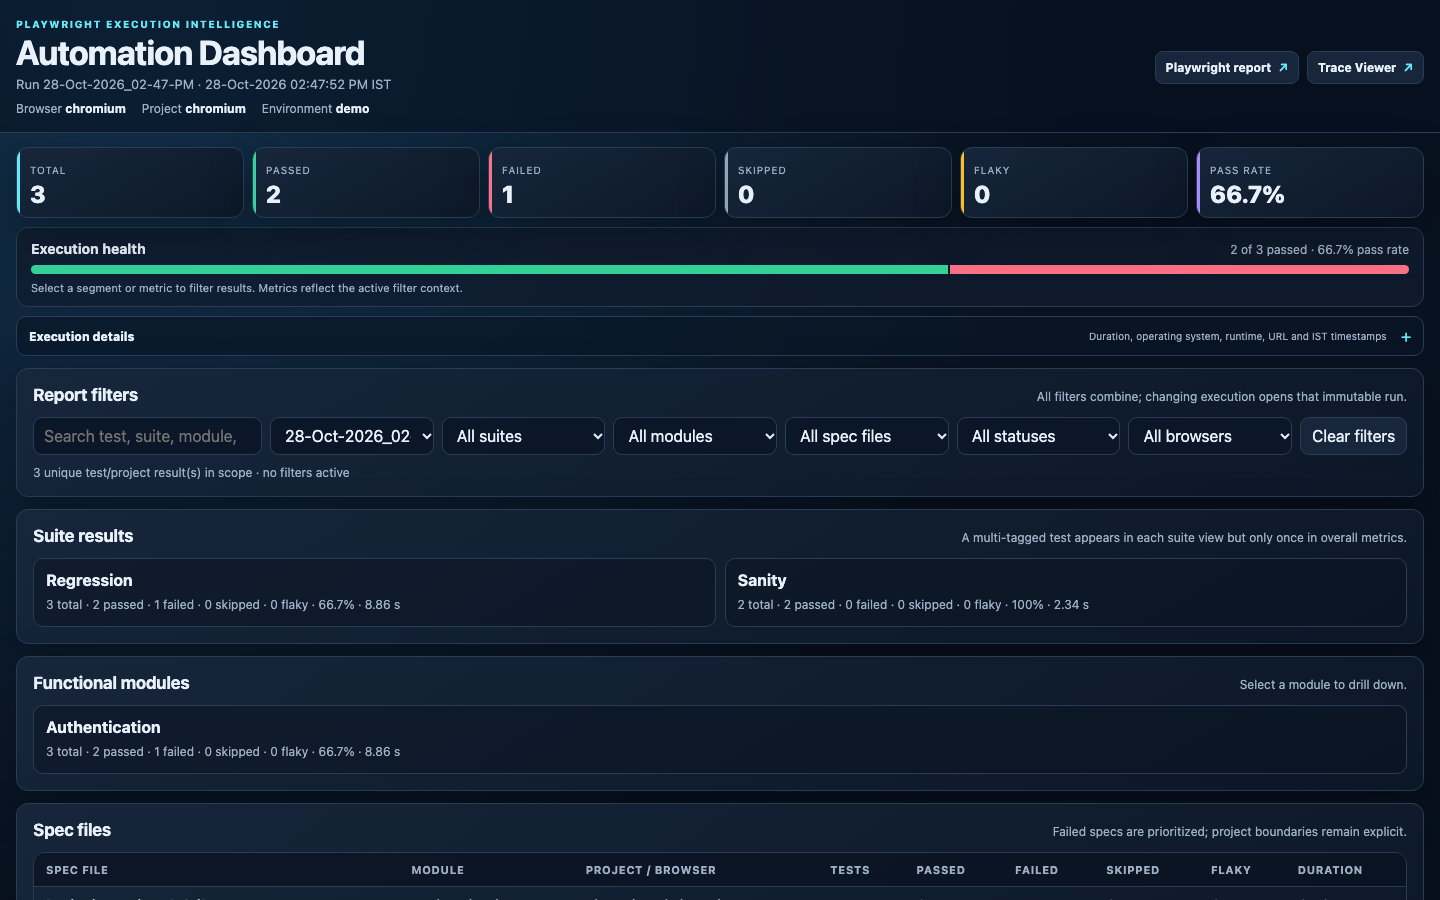 PLAYWRIGHT EXECUTION INTELLIGENCE
Automation Dashboard
Run 28-Oct-2026_02-47-PM · 28-Oct-2026 02:47:52 PM IST
Browser chromium Project chromium Environment demo
Playwright report ↗ Trace Viewer ↗
TOTAL
3
PASSED
2
FAILED
1
SKIPPED
0
FLAKY
0
PASS RATE
66.7%
Execution health
2 of 3 passed · 66.7% pass rate
Select a segment or metric to filter results. Metrics reflect the active filter context.
Execution details
Duration, operating system, runtime, URL and IST timestamps +
Report filters
All filters combine; changing execution opens that immutable run.
Search test, suite, module, 28-Oct-2026_02 All suites All modules All spec files All statuses All browsers Clear filters
3 unique test/project result(s) in scope · no filters active
Suite results
A multi-tagged test appears in each suite view but only once in overall metrics.
Regression
3 total · 2 passed · 1 failed · 0 skipped · 0 flaky · 66.7% · 8.86 s
Sanity
2 total · 2 passed · 0 failed · 0 skipped · 0 flaky · 100% · 2.34 s
Functional modules
Select a module to drill down.
Authentication
3 total · 2 passed · 1 failed · 0 skipped · 0 flaky · 66.7% · 8.86 s
Spec files
Failed specs are prioritized; project boundaries remain explicit.
SPEC FILE MODULE PROJECT / BROWSER TESTS PASSED FAILED SKIPPED FLAKY DURATION